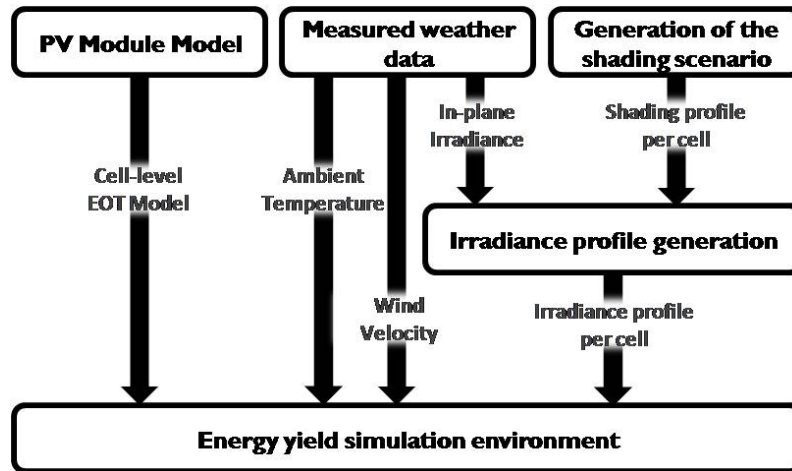 PV Module Model
Measured weather
data
Generation of the
shading scenario
In-plane
Irradiance
Shading profile
per cell
Cell-level
EOT Model
Ambient
Temperature
Irradiance profile generation
Wind
Velocity
Irradiance profile
per cell
Energy yield simulation environment